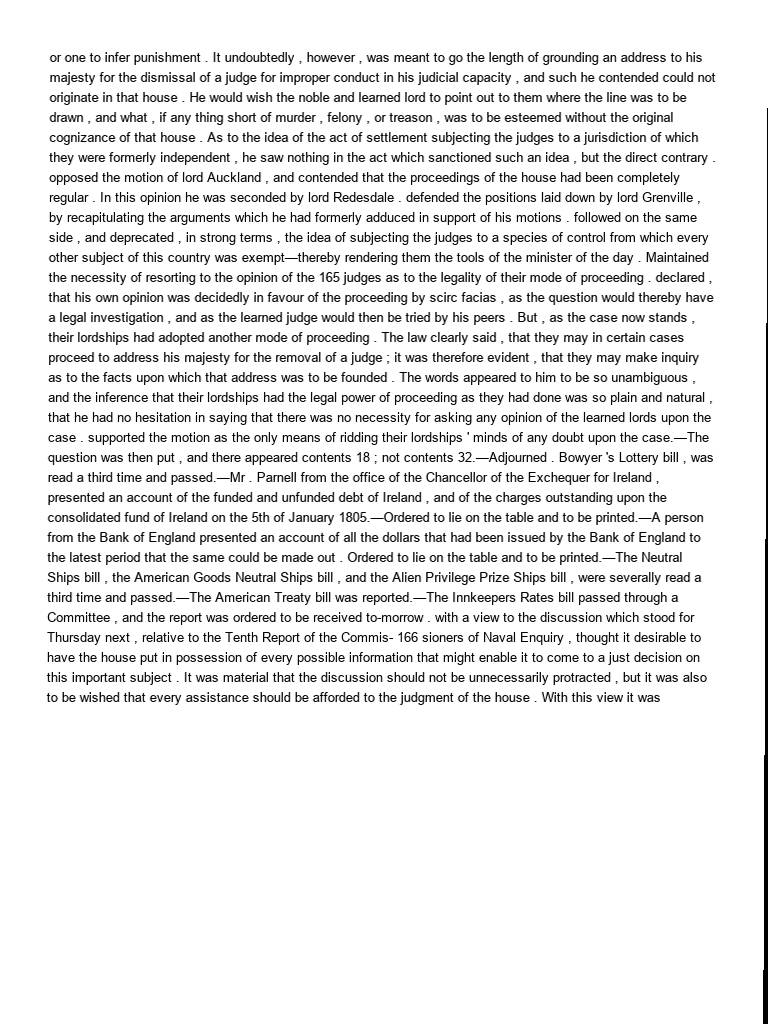 or one to infer punishment . It undoubtedly , however , was meant to go the length of grounding an address to his
majesty for the dismissal of a judge for improper conduct in his judicial capacity , and such he contended could not
originate in that house . He would wish the noble and learned lord to point out to them where the line was to be
drawn , and what , if any thing short of murder , felony , or treason , was to be esteemed without the original
cognizance of that house . As to the idea of the act of settlement subjecting the judges to a jurisdiction of which
they were formerly independent , he saw nothing in the act which sanctioned such an idea , but the direct contrary .
opposed the motion of lord Auckland , and contended that the proceedings of the house had been completely
regular . In this opinion he was seconded by lord Redesdale . defended the positions laid down by lord Grenville ,
by recapitulating the arguments which he had formerly adduced in support of his motions . followed on the same
side , and deprecated , in strong terms , the idea of subjecting the judges to a species of control from which every
other subject of this country was exempt—thereby rendering them the tools of the minister of the day . Maintained
the necessity of resorting to the opinion of the 165 judges as to the legality of their mode of proceeding . declared ,
that his own opinion was decidedly in favour of the proceeding by scirc facias , as the question would thereby have
a legal investigation , and as the learned judge would then be tried by his peers . But , as the case now stands ,
their lordships had adopted another mode of proceeding . The law clearly said , that they may in certain cases
proceed to address his majesty for the removal of a judge ; it was therefore evident , that they may make inquiry
as to the facts upon which that address was to be founded . The words appeared to him to be so unambiguous ,
and the inference that their lordships had the legal power of proceeding as they had done was so plain and natural ,
that he had no hesitation in saying that there was no necessity for asking any opinion of the learned lords upon the
case . supported the motion as the only means of ridding their lordships ' minds of any doubt upon the case.—The
question was then put , and there appeared contents 18 ; not contents 32.—Adjourned . Bowyer 's Lottery bill , was
read a third time and passed.—Mr . Parnell from the office of the Chancellor of the Exchequer for Ireland ,
presented an account of the funded and unfunded debt of Ireland , and of the charges outstanding upon the
consolidated fund of Ireland on the 5th of January 1805.—Ordered to lie on the table and to be printed.—A person
from the Bank of England presented an account of all the dollars that had been issued by the Bank of England to
the latest period that the same could be made out . Ordered to lie on the table and to be printed.—The Neutral
Ships bill , the American Goods Neutral Ships bill , and the Alien Privilege Prize Ships bill , were severally read a
third time and passed.—The American Treaty bill was reported.—The Innkeepers Rates bill passed through a
Committee , and the report was ordered to be received to-morrow . with a view to the discussion which stood for
Thursday next , relative to the Tenth Report of the Commis- 166 sioners of Naval Enquiry , thought it desirable to
have the house put in possession of every possible information that might enable it to come to a just decision on
this important subject . It was material that the discussion should not be unnecessarily protracted , but it was also
to be wished that every assistance should be afforded to the judgment of the house . With this view it was